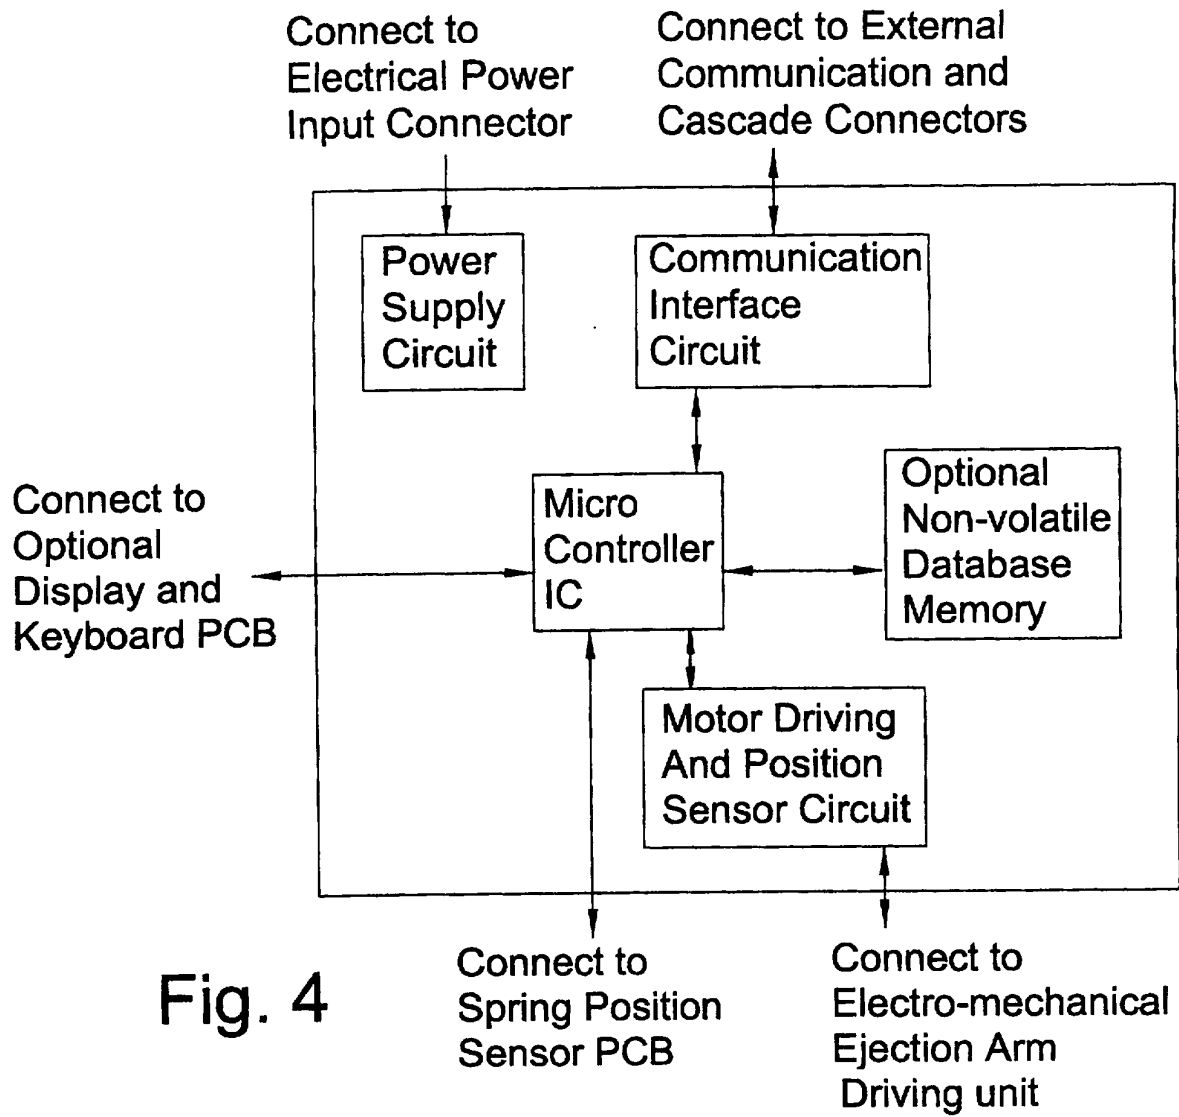 Connect to
Electrical Power
Input Connector
Connect to External
Communication and
Cascade Connectors
Power
Supply
Circuit
Communication
Interface
Circuit
Connect to
Optional
Display and
Keyboard PCB
Micro
Controller
IC
Optional
Non-volatile
Database
Memory
Motor Driving
And Position
Sensor Circuit
Fig. 4
Connect to
Spring Position
Sensor PCB
Connect to
Electro-mechanical
Ejection Arm
Driving unit